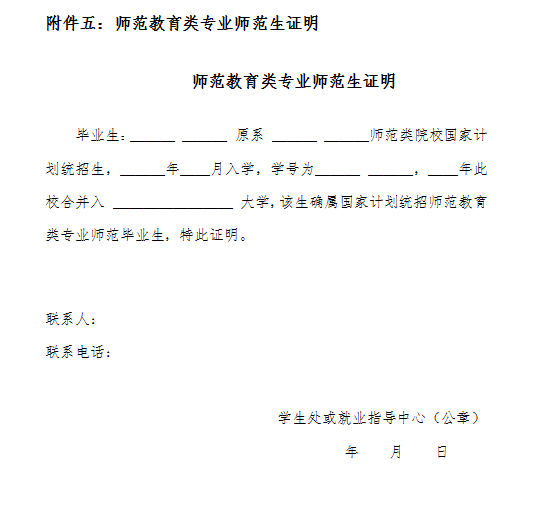 附件五：师范教育类专业师范生证明
师范教育类专业师范生证明
毕业生：______ ______ 原系 ______ ______师范类院校国家计
划统招生，______年____月入学，学号为______ ______，____年此
校合并入 ________________ 大学，该生确属国家计划统招师范教育
类专业师范毕业生，特此证明。
联系人：
联系电话：
学生处或就业指导中心（公章）
年 月 日